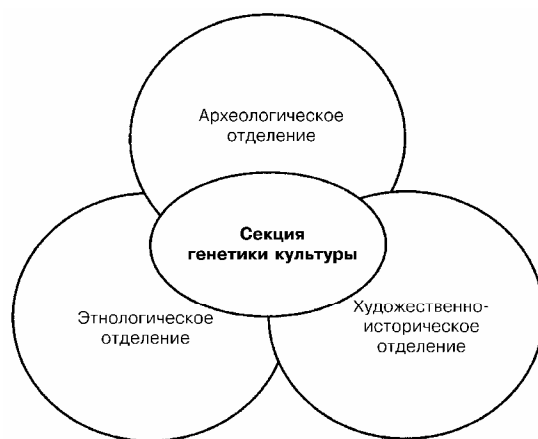 Археологическое
отделение
Секция
генетики культуры
Этнологическое
отделение
Художественно-
историческое
отделение